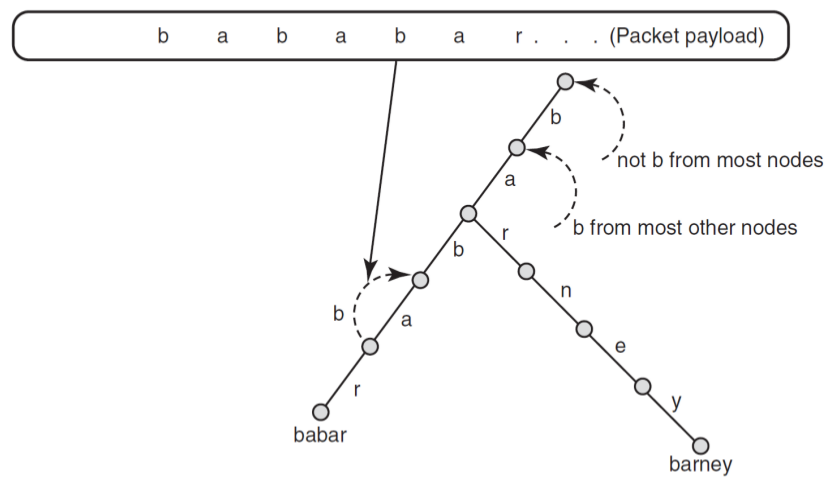 b a b a b a r . . . (Packet payload)
b
not b from most nodes
a
b from most other nodes
r
b
n
b
a
e
r
y
babar
barney